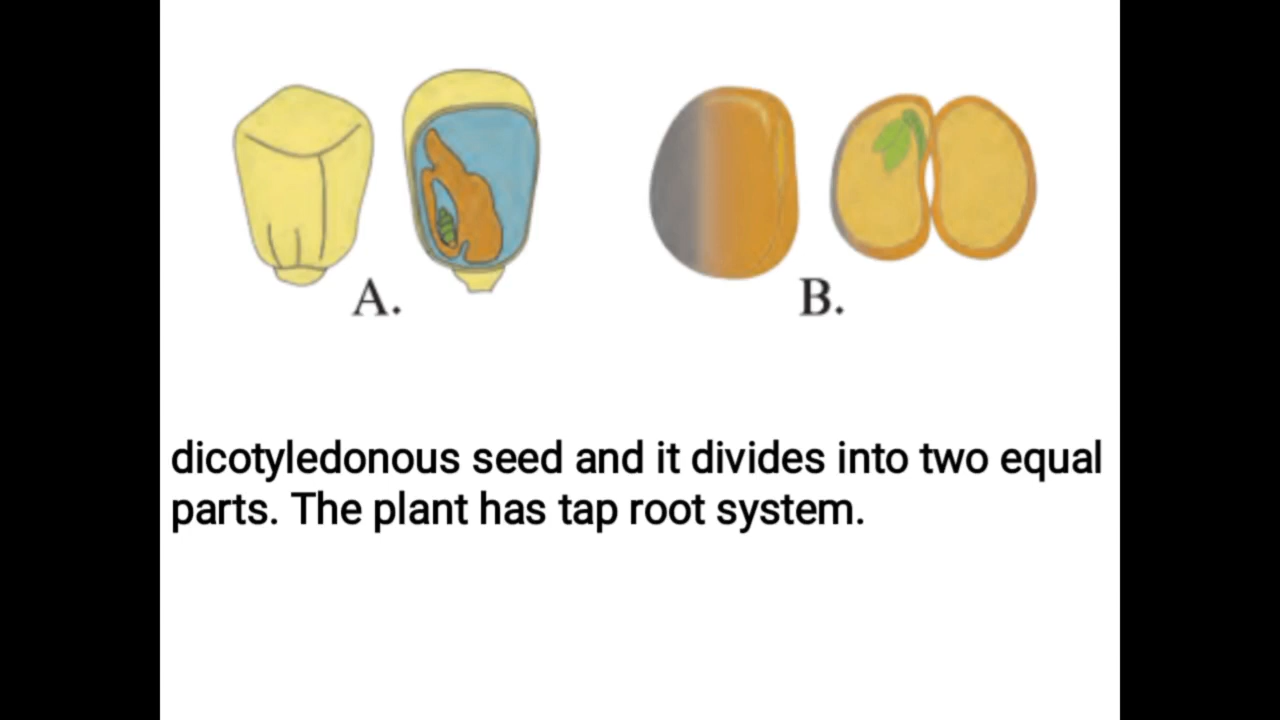 A.
B.
dicotyledonous seed and it divides into two equal
parts. The plant has tap root system.